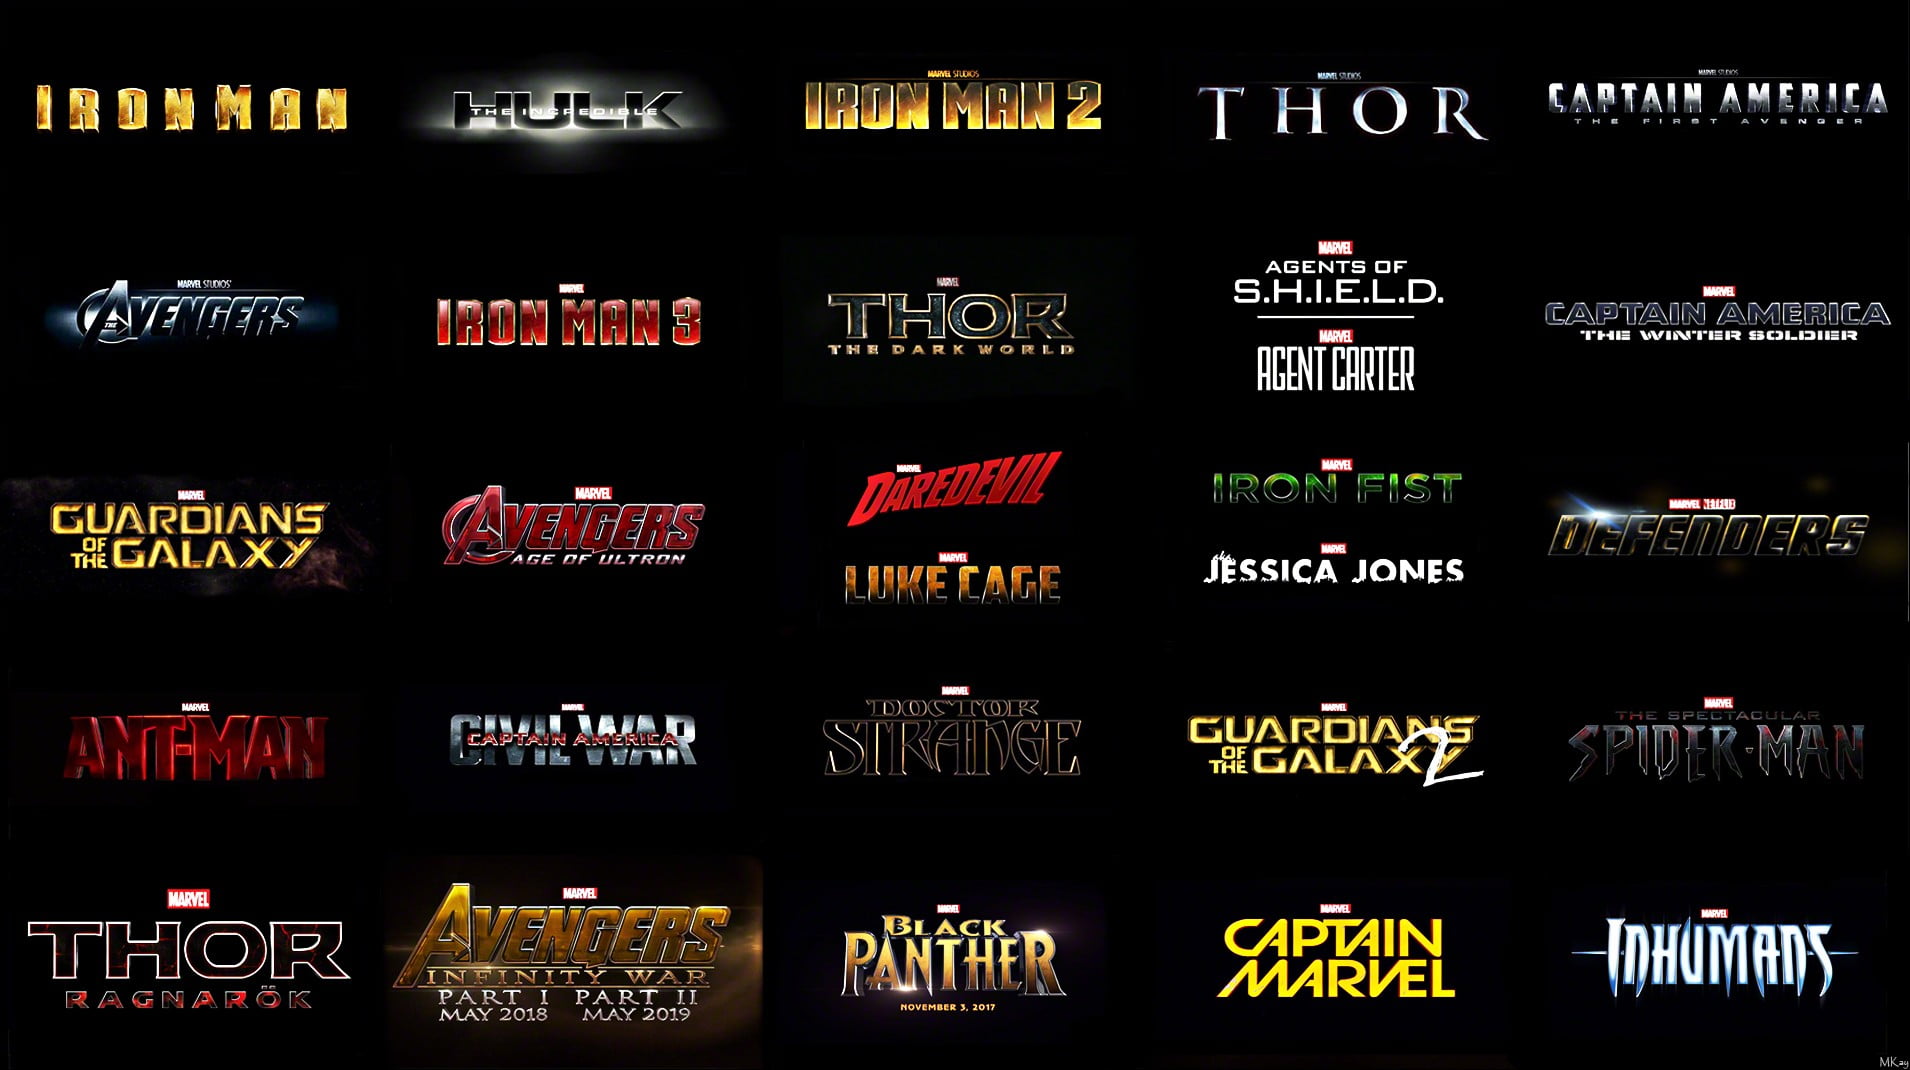 IRON MAN
THE INCREDIBLE
HULK
MARVEL STUDIOS
IRON MAN 2
MARVEL STUDIOS
THOR
MARVEL STUDIOS
CAPTAIN AMERICA
THE FIRST AVENGER
MARVEL STUDIOS'
THE AVENGERS
MARVEL
IRON MAN 3
MARVEL
THOR
THE DARK WORLD
MARVEL
AGENTS OF
S.H.I.E.L.D.
MARVEL
AGENT CARTER
MARVEL
CAPTAIN AMERICA
THE WINTER SOLDIER
MARVEL
GUARDIANS
OF THE GALAXY
MARVEL
AVENGERS
AGE OF ULTRON
MARVEL
DAREDEVIL
MARVEL
LUKE CAGE
MARVEL
IRON FIST
MARVEL
aka
JESSICA JONES
MARVEL NETFLIX
DEFENDERS
MARVEL
ANT-MAN
MARVEL
CIVIL WAR
CAPTAIN AMERICA
MARVEL
DOCTOR
STRANGE
MARVEL
GUARDIANS
OF THE GALAXY 2
MARVEL
THE SPECTACULAR
SPIDER-MAN
MARVEL
THOR
RAGNARÖK
MARVEL
AVENGERS
INFINITY WAR
PART I PART II
MAY 2018 MAY 2019
MARVEL
BLACK
PANTHER
NOVEMBER 3, 2017
MARVEL
CAPTAIN
MARVEL
MARVEL
INHUMANS
MKay